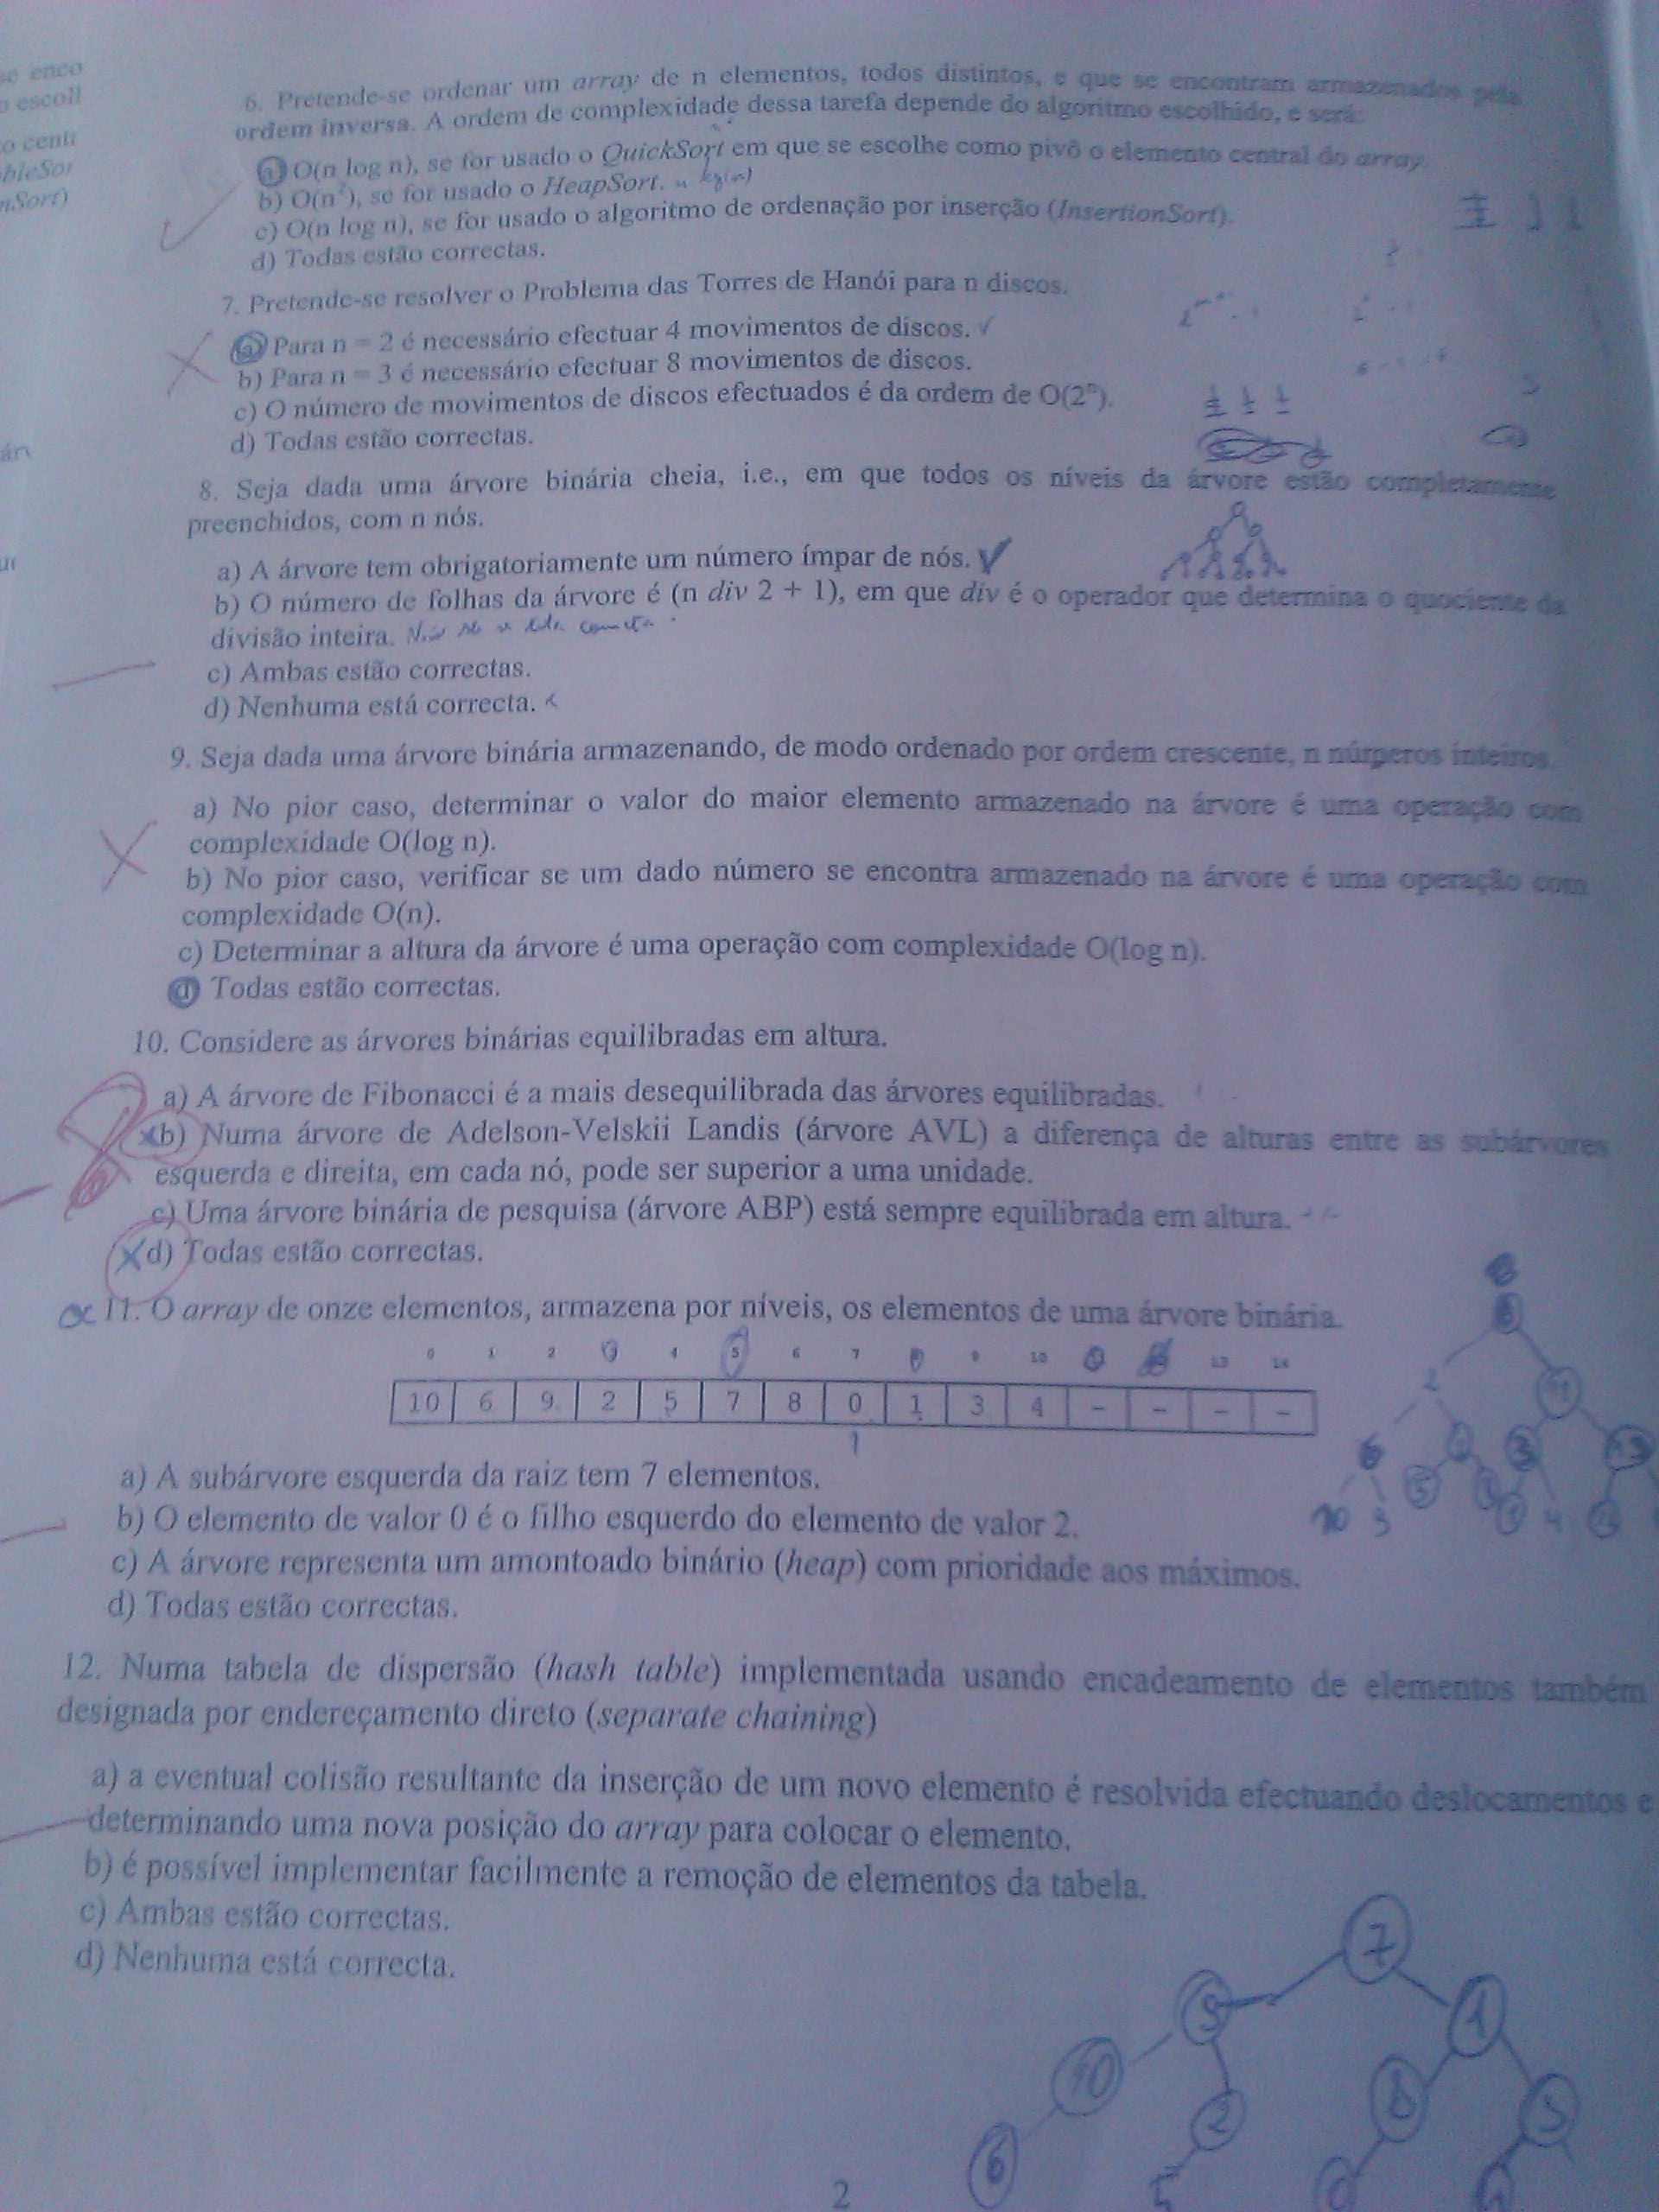 se enco
o escoll
o centr
bleSor
nSort)
6. Pretende-se ordenar um array de n elementos, todos distintos, e que se encontram armazenados pela
ordem inversa. A ordem de complexidade dessa tarefa depende do algoritmo escolhido, e será:
a) O(n log n), se for usado o QuickSort em que se escolhe como pivô o elemento central do array.
b) O(n²), se for usado o HeapSort.
c) O(n log n), se for usado o algoritmo de ordenação por inserção (InsertionSort).
d) Todas estão correctas.
7. Pretende-se resolver o Problema das Torres de Hanói para n discos.
a) Para n = 2 é necessário efectuar 4 movimentos de discos.
b) Para n = 3 é necessário efectuar 8 movimentos de discos.
c) O número de movimentos de discos efectuados é da ordem de O(2ⁿ).
d) Todas estão correctas.
8. Seja dada uma árvore binária cheia, i.e., em que todos os níveis da árvore estão completamente
preenchidos, com n nós.
a) A árvore tem obrigatoriamente um número ímpar de nós.
b) O número de folhas da árvore é (n div 2 + 1), em que div é o operador que determina o quociente da
divisão inteira.
c) Ambas estão correctas.
d) Nenhuma está correcta.
9. Seja dada uma árvore binária armazenando, de modo ordenado por ordem crescente, n números inteiros.
a) No pior caso, determinar o valor do maior elemento armazenado na árvore é uma operação com
complexidade O(log n).
b) No pior caso, verificar se um dado número se encontra armazenado na árvore é uma operação com
complexidade O(n).
c) Determinar a altura da árvore é uma operação com complexidade O(log n).
d) Todas estão correctas.
10. Considere as árvores binárias equilibradas em altura.
a) A árvore de Fibonacci é a mais desequilibrada das árvores equilibradas.
b) Numa árvore de Adelson-Velskii Landis (árvore AVL) a diferença de alturas entre as subárvores
esquerda e direita, em cada nó, pode ser superior a uma unidade.
c) Uma árvore binária de pesquisa (árvore ABP) está sempre equilibrada em altura.
d) Todas estão correctas.
11. O array de onze elementos, armazena por níveis, os elementos de uma árvore binária.
0 1 2 4 5 6 7 9 10 13 14
10 6 9 2 5 7 8 0 1 3 4 - - - -
a) A subárvore esquerda da raiz tem 7 elementos.
b) O elemento de valor 0 é o filho esquerdo do elemento de valor 2.
c) A árvore representa um amontoado binário (heap) com prioridade aos máximos.
d) Todas estão correctas.
12. Numa tabela de dispersão (hash table) implementada usando encadeamento de elementos também
designada por endereçamento direto (separate chaining)
a) a eventual colisão resultante da inserção de um novo elemento é resolvida efectuando deslocamentos e
determinando uma nova posição do array para colocar o elemento.
b) é possível implementar facilmente a remoção de elementos da tabela.
c) Ambas estão correctas.
d) Nenhuma está correcta.
7
9 1
10 2 8 5
6 5
2